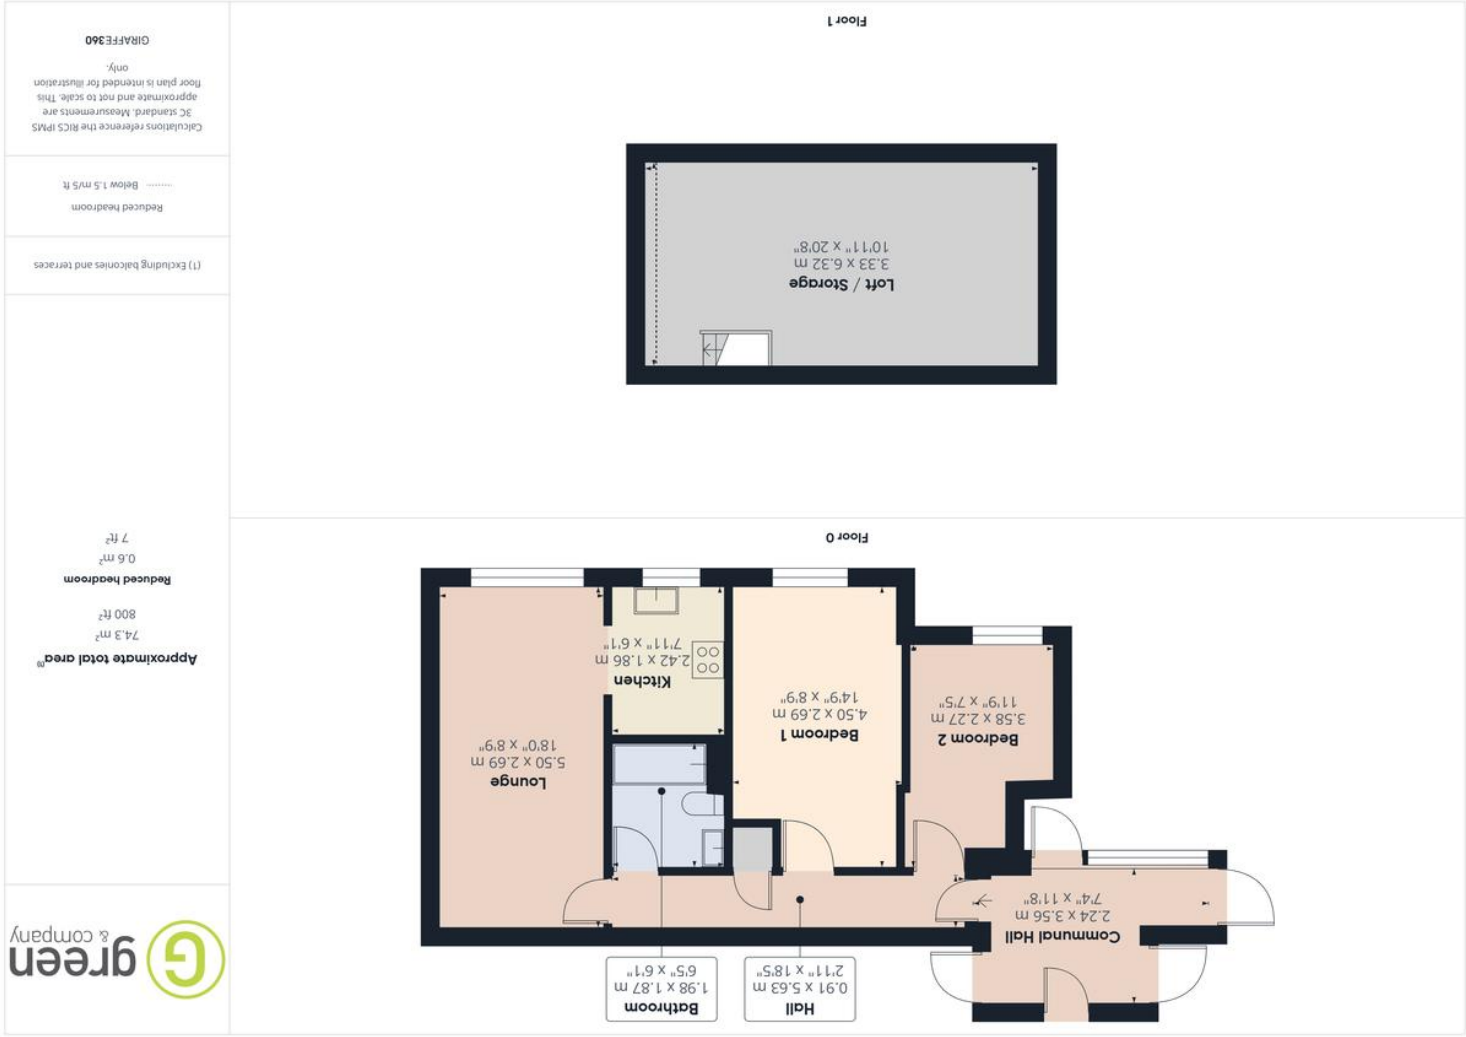 green
& company
Approximate total area⁽¹⁾
74.3 m²
800 ft²
Reduced headroom
0.6 m²
7 ft²
(1) Excluding balconies and terraces
Reduced headroom
Below 1.5 m/5 ft
Calculations reference the RICS IPMS
3C standard. Measurements are
approximate and not to scale. This
floor plan is intended for illustration
only.
GIRAFFE360
Hall
0.91 x 5.63 m
2'11" x 18'5"
Bathroom
1.98 x 1.87 m
6'5" x 6'1"
Communal Hall
2.24 x 3.56 m
7'4" x 11'8"
Bedroom 2
3.58 x 2.27 m
11'9" x 7'5"
Bedroom 1
4.50 x 2.69 m
14'9" x 8'9"
Kitchen
2.42 x 1.86 m
7'11" x 6'1"
Lounge
5.50 x 2.69 m
18'0" x 8'9"
Floor 0
Loft / Storage
3.33 x 6.32 m
10'11" x 20'8"
Floor 1